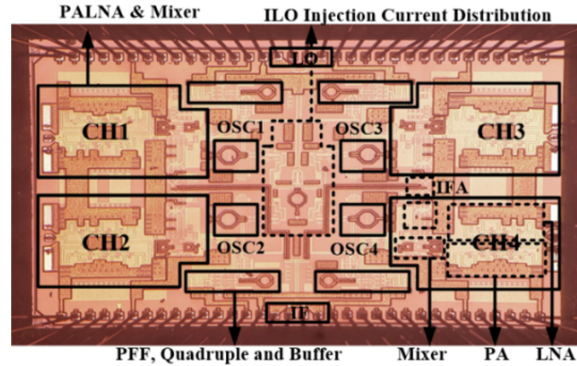 PALNA & Mixer
ILO Injection Current Distribution
LO
CH1
OSC1
OSC3
CH3
IFA
CH2
OSC2
OSC4
CH4
IF
PFF, Quadruple and Buffer
Mixer
PA
LNA